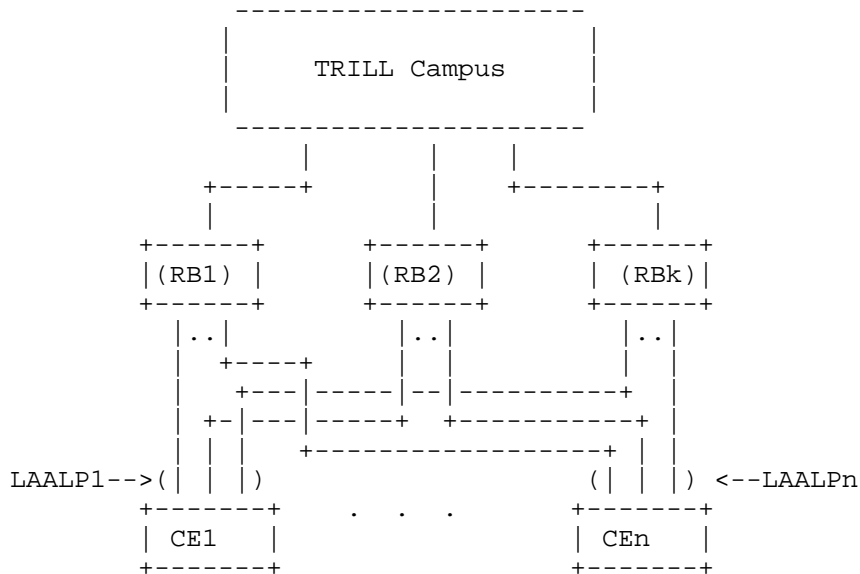 TRILL Campus
(RB1) (RB2) (RBk)
|..| |..| |..|
LAALP1-->( ) ( ) <--LAALPn
. . .
CE1 CEn